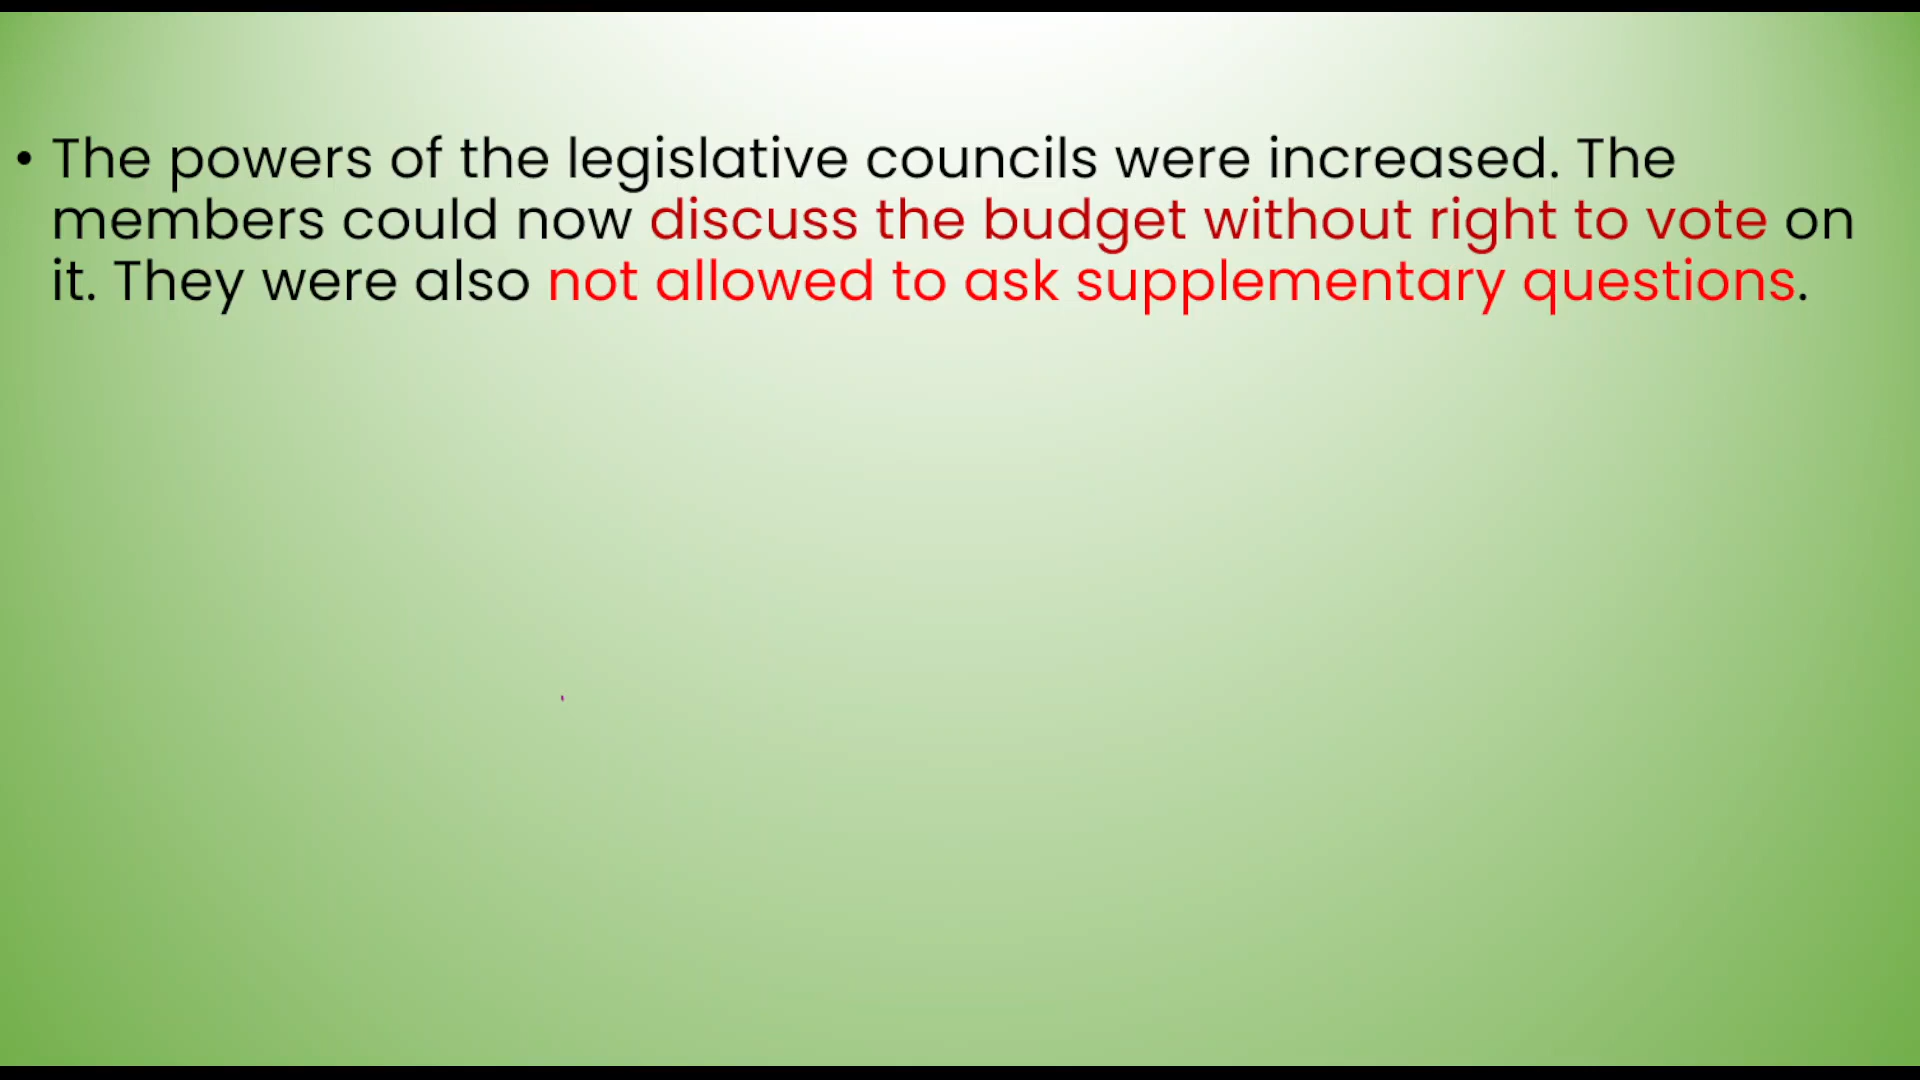 • The powers of the legislative councils were increased. The
members could now discuss the budget without right to vote on
it. They were also not allowed to ask supplementary questions.